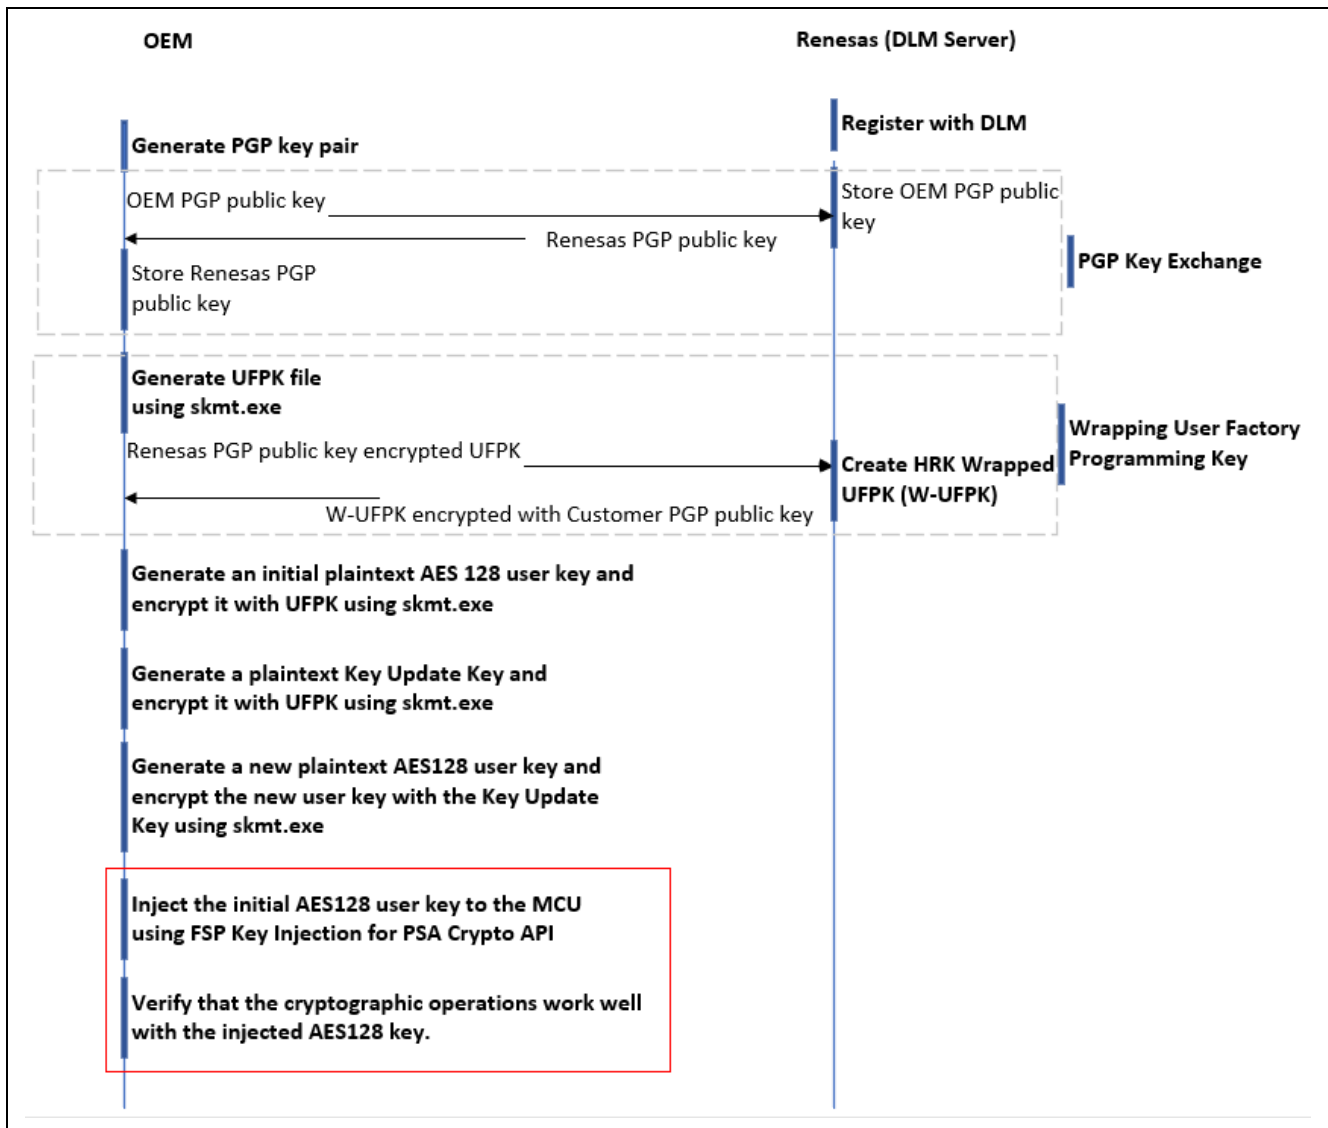 OEM
Renesas (DLM Server)
Register with DLM
Generate PGP key pair
OEM PGP public key
Store OEM PGP public
key
Renesas PGP public key
PGP Key Exchange
Store Renesas PGP
public key
Generate UFPK file
using skmt.exe
Renesas PGP public key encrypted UFPK
Create HRK Wrapped
UFPK (W-UFPK)
Wrapping User Factory
Programming Key
W-UFPK encrypted with Customer PGP public key
Generate an initial plaintext AES 128 user key and
encrypt it with UFPK using skmt.exe
Generate a plaintext Key Update Key and
encrypt it with UFPK using skmt.exe
Generate a new plaintext AES128 user key and
encrypt the new user key with the Key Update
Key using skmt.exe
Inject the initial AES128 user key to the MCU
using FSP Key Injection for PSA Crypto API
Verify that the cryptographic operations work well
with the injected AES128 key.